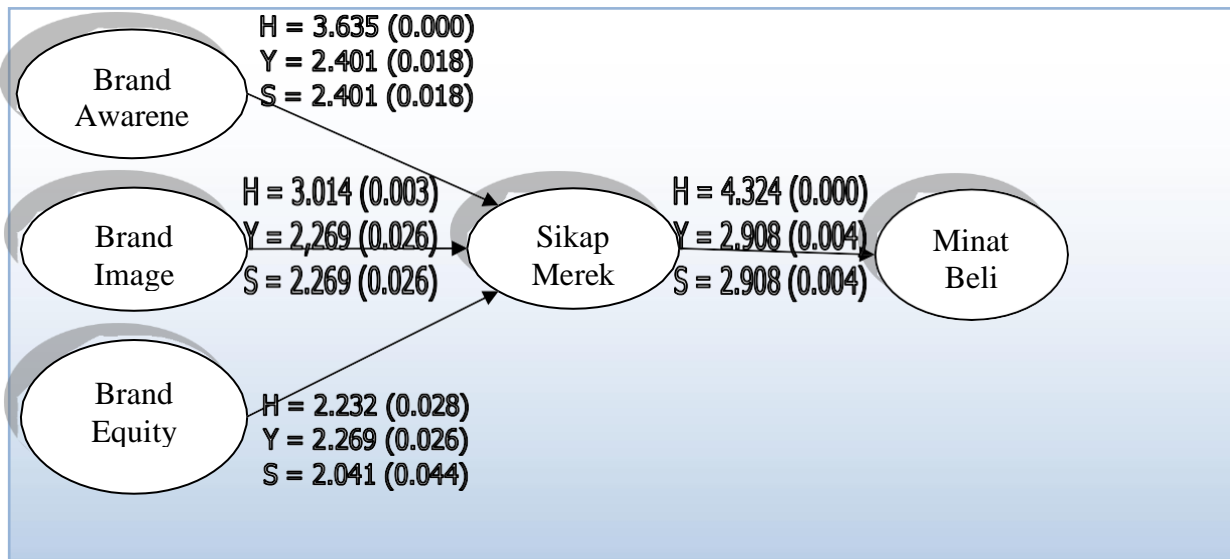 H = 3.635 (0.000)
Y = 2.401 (0.018)
S = 2.401 (0.018)
Brand
Awarene
H = 3.014 (0.003)
Y = 2,269 (0.026)
S = 2.269 (0.026)
Brand
Image
Sikap
Merek
H = 4.324 (0.000)
Y = 2.908 (0.004)
S = 2.908 (0.004)
Minat
Beli
Brand
Equity
H = 2.232 (0.028)
Y = 2.269 (0.026)
S = 2.041 (0.044)